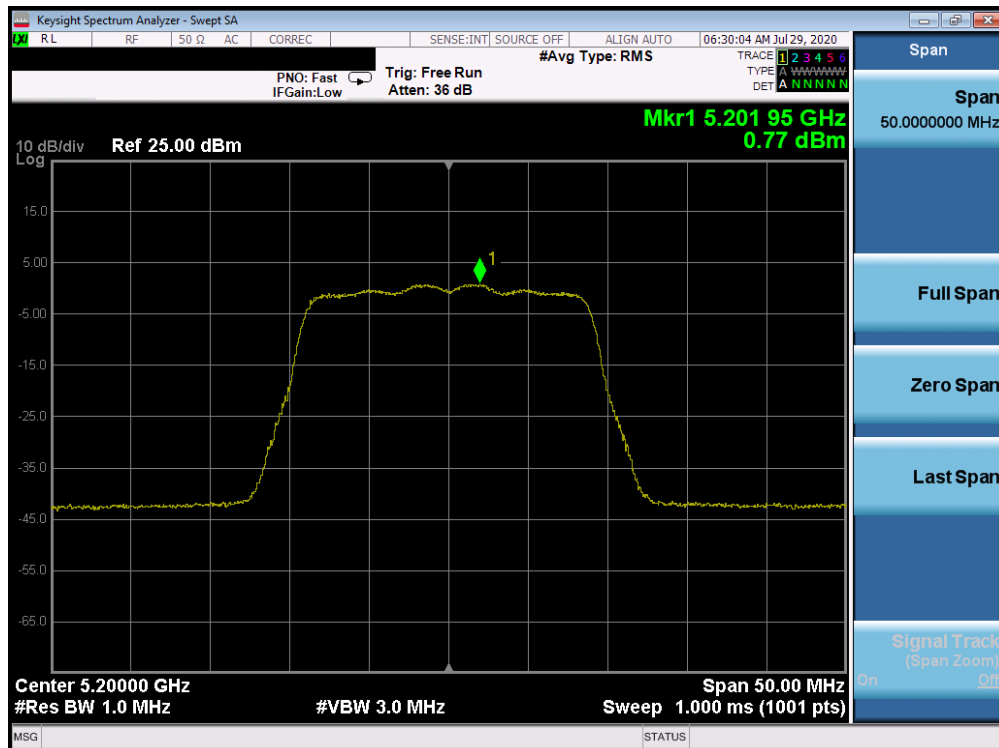 Keysight Spectrum Analyzer - Swept SA
LXI RL RF 50 Ω AC CORREC SENSE:INT SOURCE OFF ALIGN AUTO 06:30:04 AM Jul 29, 2020
#Avg Type: RMS
TRACE 1 2 3 4 5 6
TYPE A WWWWWW
DET A N N N N N
PNO: Fast
IFGain:Low
Trig: Free Run
Atten: 36 dB
Mkr1 5.201 95 GHz
0.77 dBm
10 dB/div
Log
Ref 25.00 dBm
15.0
5.00
-5.00
-15.0
-25.0
-35.0
-45.0
-55.0
-65.0
1
Center 5.20000 GHz
Span 50.00 MHz
#Res BW 1.0 MHz
#VBW 3.0 MHz
Sweep 1.000 ms (1001 pts)
MSG
STATUS
Span
Span
50.0000000 MHz
Full Span
Zero Span
Last Span
Signal Track
(Span Zoom)
On Off